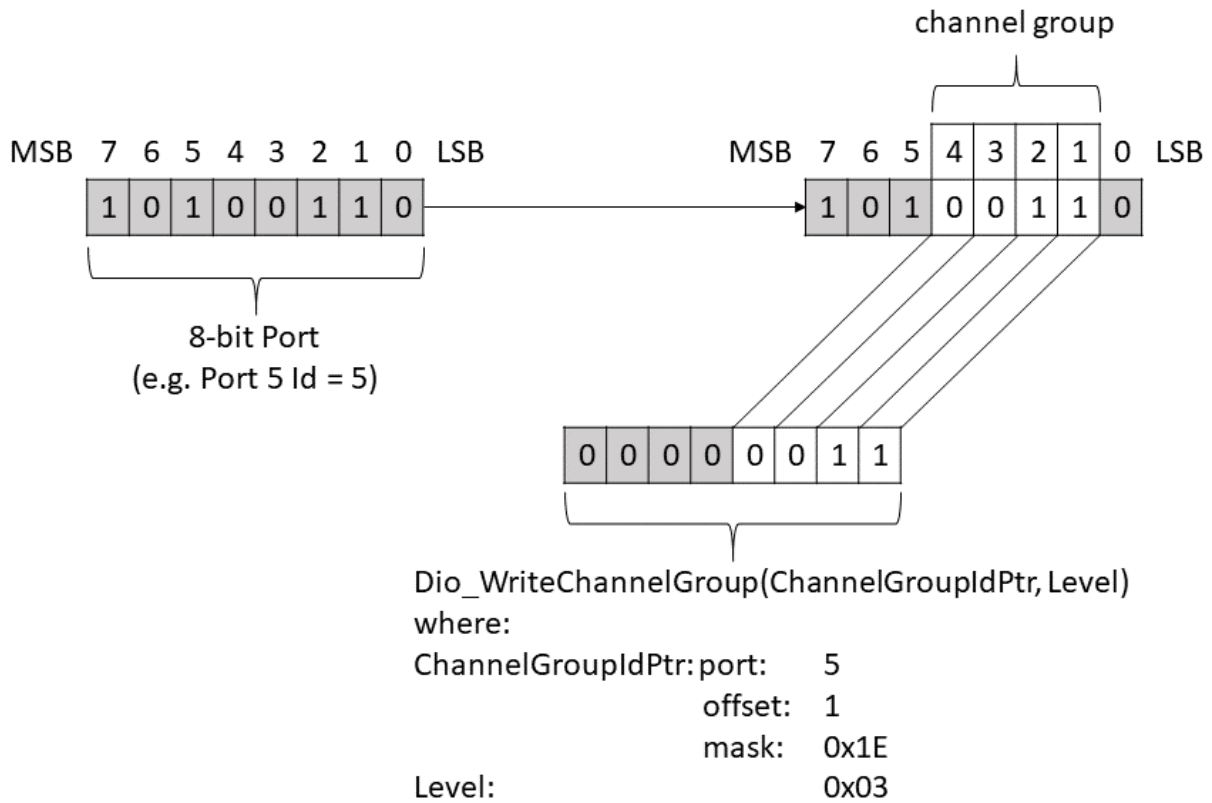 channel group
MSB 7 6 5 4 3 2 1 0 LSB
MSB 7 6 5 4 3 2 1 0 LSB
1 0 1 0 0 1 1 0
1 0 1 0 0 1 1 0
8-bit Port
(e.g. Port 5 Id = 5)
0 0 0 0 0 0 1 1
Dio_WriteChannelGroup(ChannelGroupIdPtr, Level)
where:
ChannelGroupIdPtr: port: 5
offset: 1
mask: 0x1E
Level: 0x03